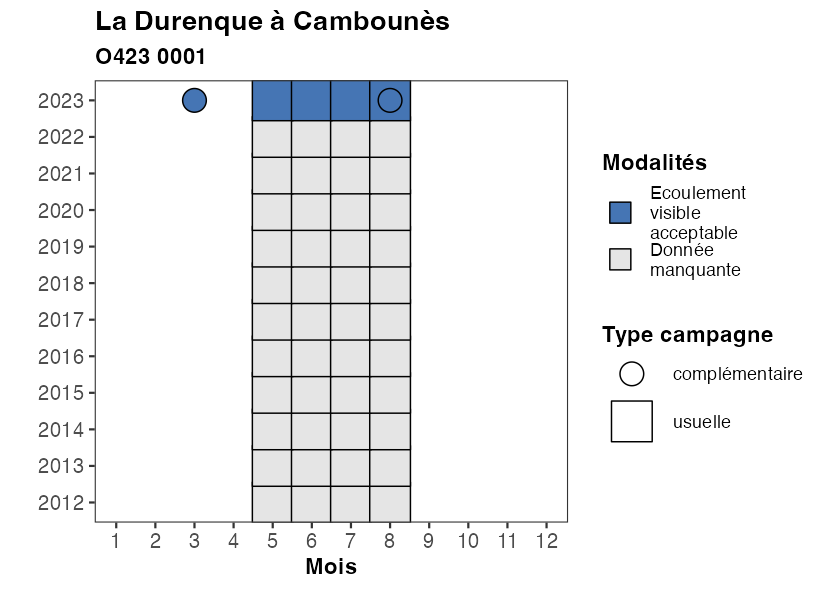 La Durenque à Cambounès
O423 0001
2023
2022
2021
2020
2019
2018
2017
2016
2015
2014
2013
2012
1 2 3 4 5 6 7 8 9 10 11 12
Mois
Modalités
Ecoulement
visible
acceptable
Donnée
manquante
Type campagne
complémentaire
usuelle